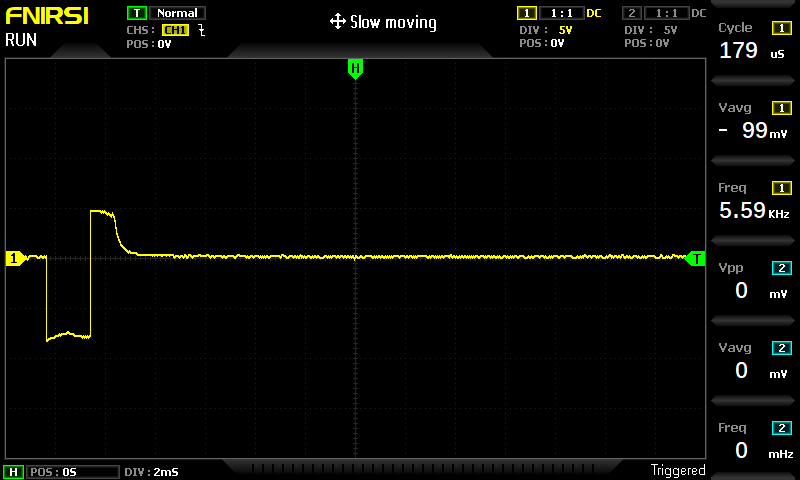 FNIRSI
RUN
T Normal
CHS: CH1
POS: 0V
Slow moving
1 1:1 DC
DIV: 5V
POS: 0V
2 1:1 DC
DIV: 5V
POS: 0V
H
1
T
Cycle 1
179 uS
Vavg 1
- 99 mV
Freq 1
5.59 KHz
Vpp 2
0 mV
Vavg 2
0 mV
Freq 2
0 mHz
H POS: 0S DIV: 2mS
Triggered